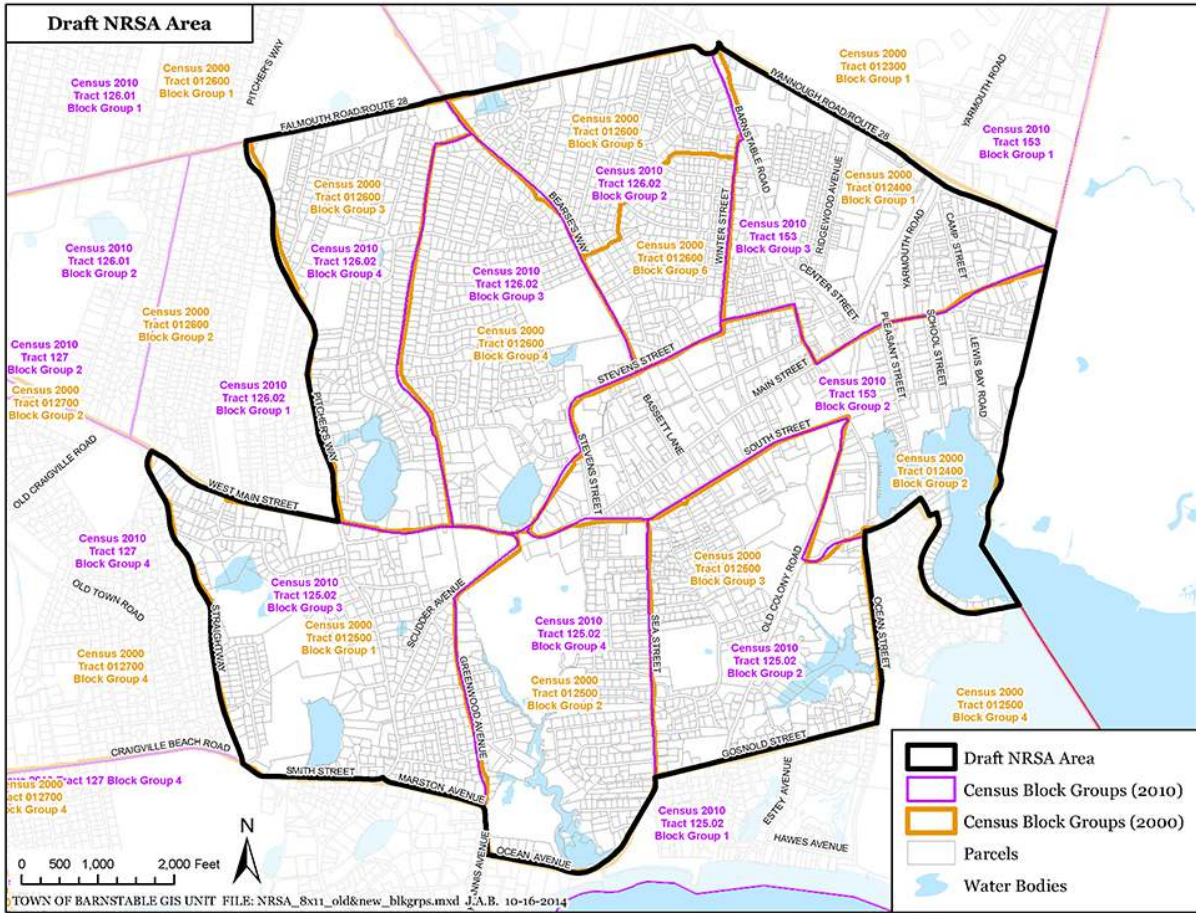 Draft NRSA Area
Census 2010
Tract 126.01
Block Group 1
Census 2000
Tract 012600
Block Group 1
PITCHER'S WAY
FALMOUTH ROAD/ROUTE 28
Census 2000
Tract 012300
Block Group 1
IYANNOUGH ROAD/ROUTE 28
YARMOUTH ROAD
Census 2010
Tract 153
Block Group 1
Census 2000
Tract 012600
Block Group 5
BARNSTABLE ROAD
Census 2000
Tract 012600
Block Group 3
Census 2010
Tract 126.02
Block Group 2
RIDGEWOOD AVENUE
Census 2000
Tract 012400
Block Group 1
CAMP STREET
YARMOUTH ROAD
BEARSE'S WAY
WINTER STREET
Census 2010
Tract 126.01
Block Group 2
Census 2010
Tract 126.02
Block Group 4
Census 2010
Tract 126.02
Block Group 3
Census 2000
Tract 012600
Block Group 6
Census 2010
Tract 153
Block Group 3
CENTER STREET
Census 2000
Tract 012600
Block Group 2
Census 2000
Tract 012600
Block Group 4
PLEASANT STREET
SCHOOL STREET
LEWIS BAY ROAD
Census 2010
Tract 127
Block Group 2
Census 2000
Tract 012700
Block Group 2
Census 2010
Tract 126.02
Block Group 1
PITCHER'S WAY
STEVENS STREET
MAIN STREET
Census 2010
Tract 153
Block Group 2
BASSETT LANE
SOUTH STREET
STEVENS STREET
OLD CRAIGVILLE ROAD
WEST MAIN STREET
Census 2000
Tract 012400
Block Group 2
Census 2010
Tract 127
Block Group 4
OLD TOWN ROAD
Census 2010
Tract 125.02
Block Group 3
Census 2000
Tract 012500
Block Group 1
SCUDDER AVENUE
Census 2000
Tract 012500
Block Group 3
OLD COLONY ROAD
OCEAN STREET
STRAIGHTWAY
Census 2010
Tract 125.02
Block Group 4
SEA STREET
Census 2010
Tract 125.02
Block Group 2
Census 2000
Tract 012700
Block Group 4
GREENWOOD AVENUE
Census 2000
Tract 012500
Block Group 2
Census 2000
Tract 012500
Block Group 4
CRAIGVILLE BEACH ROAD
GOSNOLD STREET
SMITH STREET
MARSTON AVENUE
Tract 127 Block Group 4
012700
Group 4
Census 2010
Tract 125.02
Block Group 1
ESTEY AVENUE
HAWES AVENUE
OCEAN AVENUE
AVENUE
Draft NRSA Area
Census Block Groups (2010)
Census Block Groups (2000)
Parcels
Water Bodies
N
0 500 1,000 2,000 Feet
TOWN OF BARNSTABLE GIS UNIT FILE: NRSA_8x11_old&new_blkgrps.mxd J.A.B. 10-16-2014